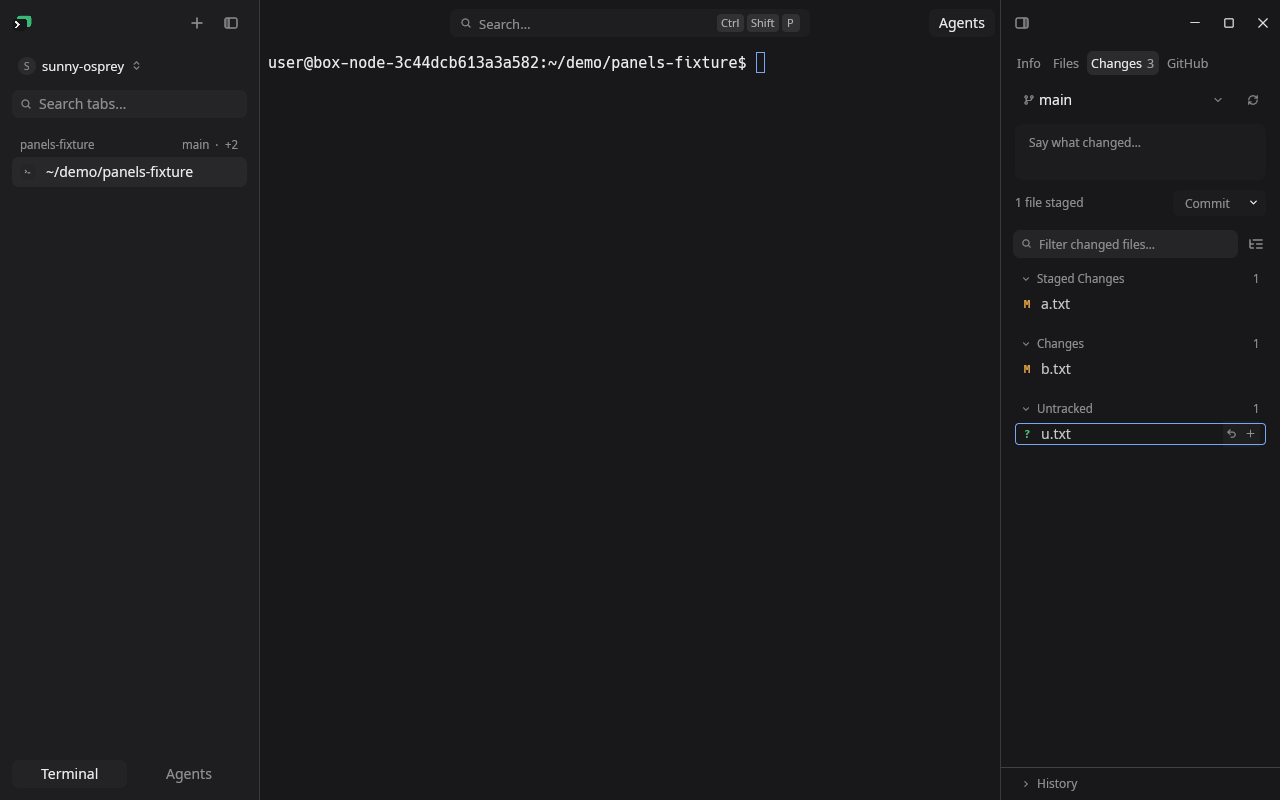 Search...
Ctrl Shift P
Agents
S sunny-osprey
Search tabs...
panels-fixture main · +2
~/demo/panels-fixture
Terminal
Agents
user@box-node-3c44dcb613a3a582:~/demo/panels-fixture$
Info Files Changes 3 GitHub
main
Say what changed...
1 file staged
Commit
Filter changed files...
Staged Changes 1
M a.txt
Changes 1
M b.txt
Untracked 1
? u.txt
History